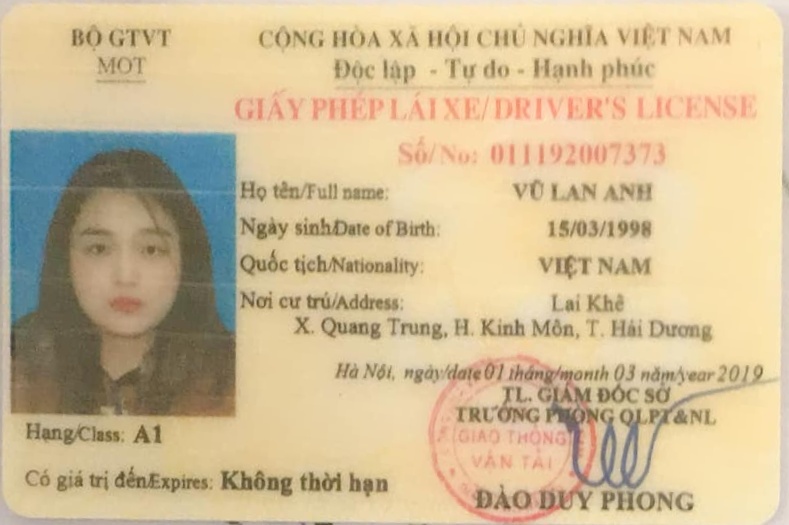 BỘ GTVT
MOT
CỘNG HÒA XÃ HỘI CHỦ NGHĨA VIỆT NAM
Độc lập - Tự do - Hạnh phúc
GIẤY PHÉP LÁI XE/DRIVER'S LICENSE
Số/No: 011192007373
Họ tên/Full name: VŨ LAN ANH
Ngày sinh/Date of Birth: 15/03/1998
Quốc tịch/Nationality: VIỆT NAM
Nơi cư trú/Address: Lai Khê
X. Quang Trung, H. Kinh Môn, T. Hải Dương
Hà Nội, ngày/date 01 tháng/month 03 năm/year 2019
TL. GIÁM ĐỐC SỞ
TRƯỞNG PHÒNG QLPT&NL
GIAO THÔNG
VẬN TẢI
Hạng/Class: A1
Có giá trị đến/Expires: Không thời hạn
ĐÀO DUY PHONG